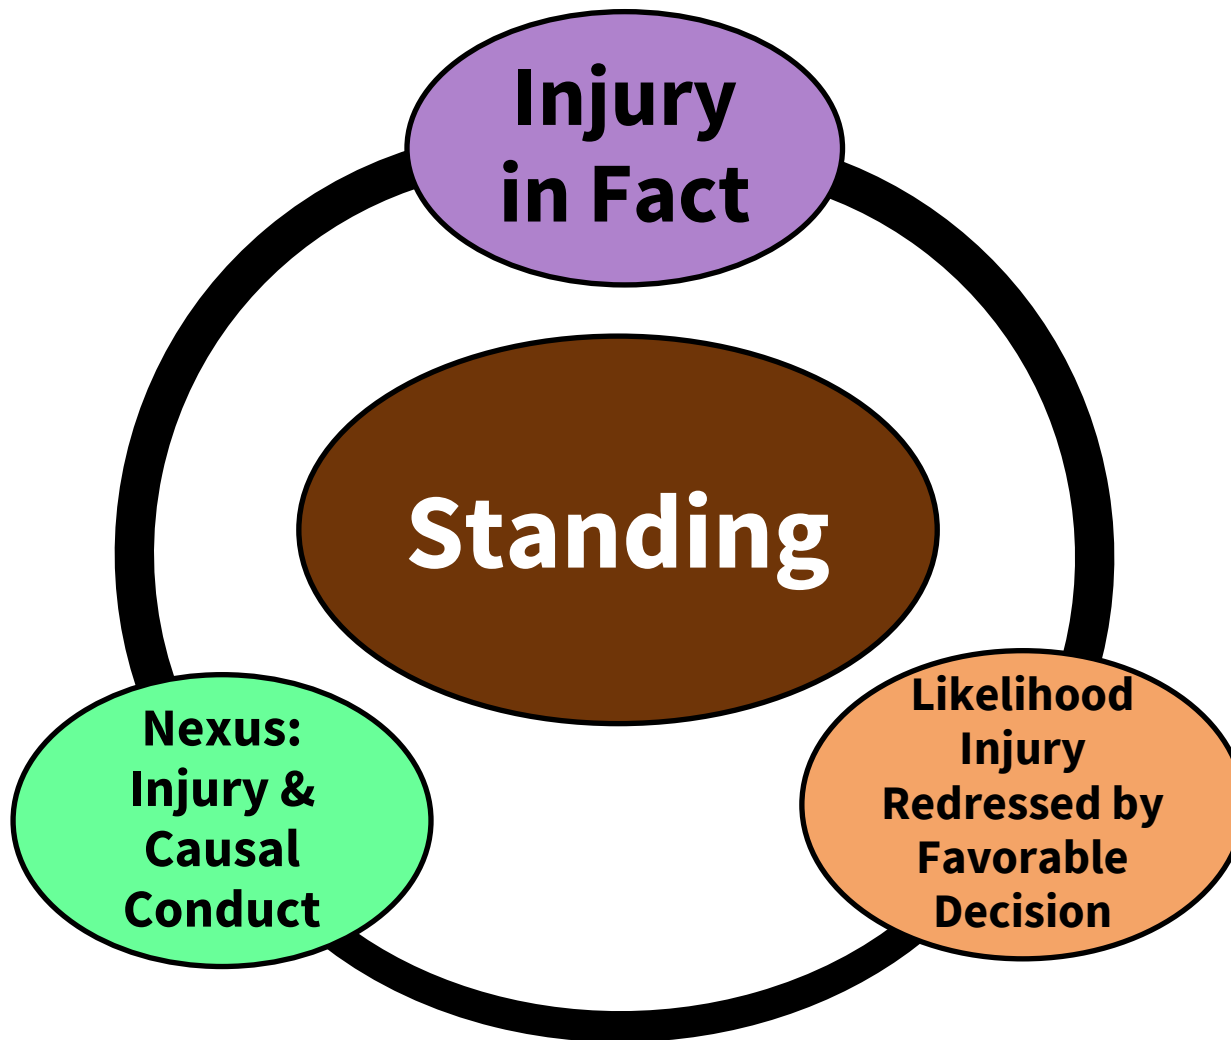 Injury
in Fact
Standing
Nexus:
Injury &
Causal
Conduct
Likelihood
Injury
Redressed by
Favorable
Decision